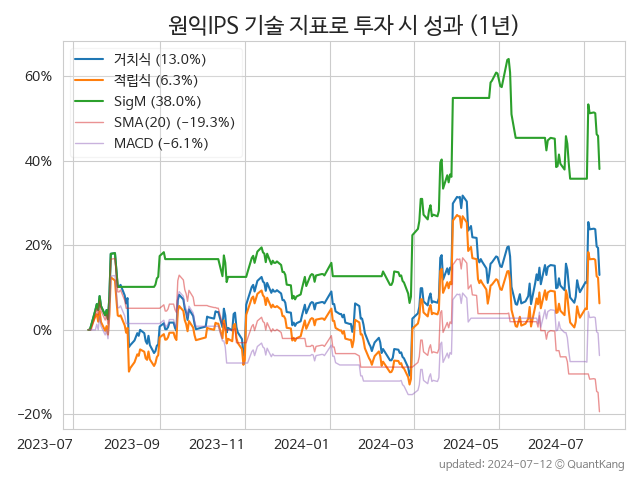 원익IPS 기술 지표로 투자 시 성과 (1년)
거치식 (13.0%)
적립식 (6.3%)
SigM (38.0%)
SMA(20) (−19.3%)
MACD (−6.1%)
60%
40%
20%
0%
−20%
2023-07 2023-09 2023-11 2024-01 2024-03 2024-05 2024-07
updated: 2024-07-12 ⓒ QuantKang